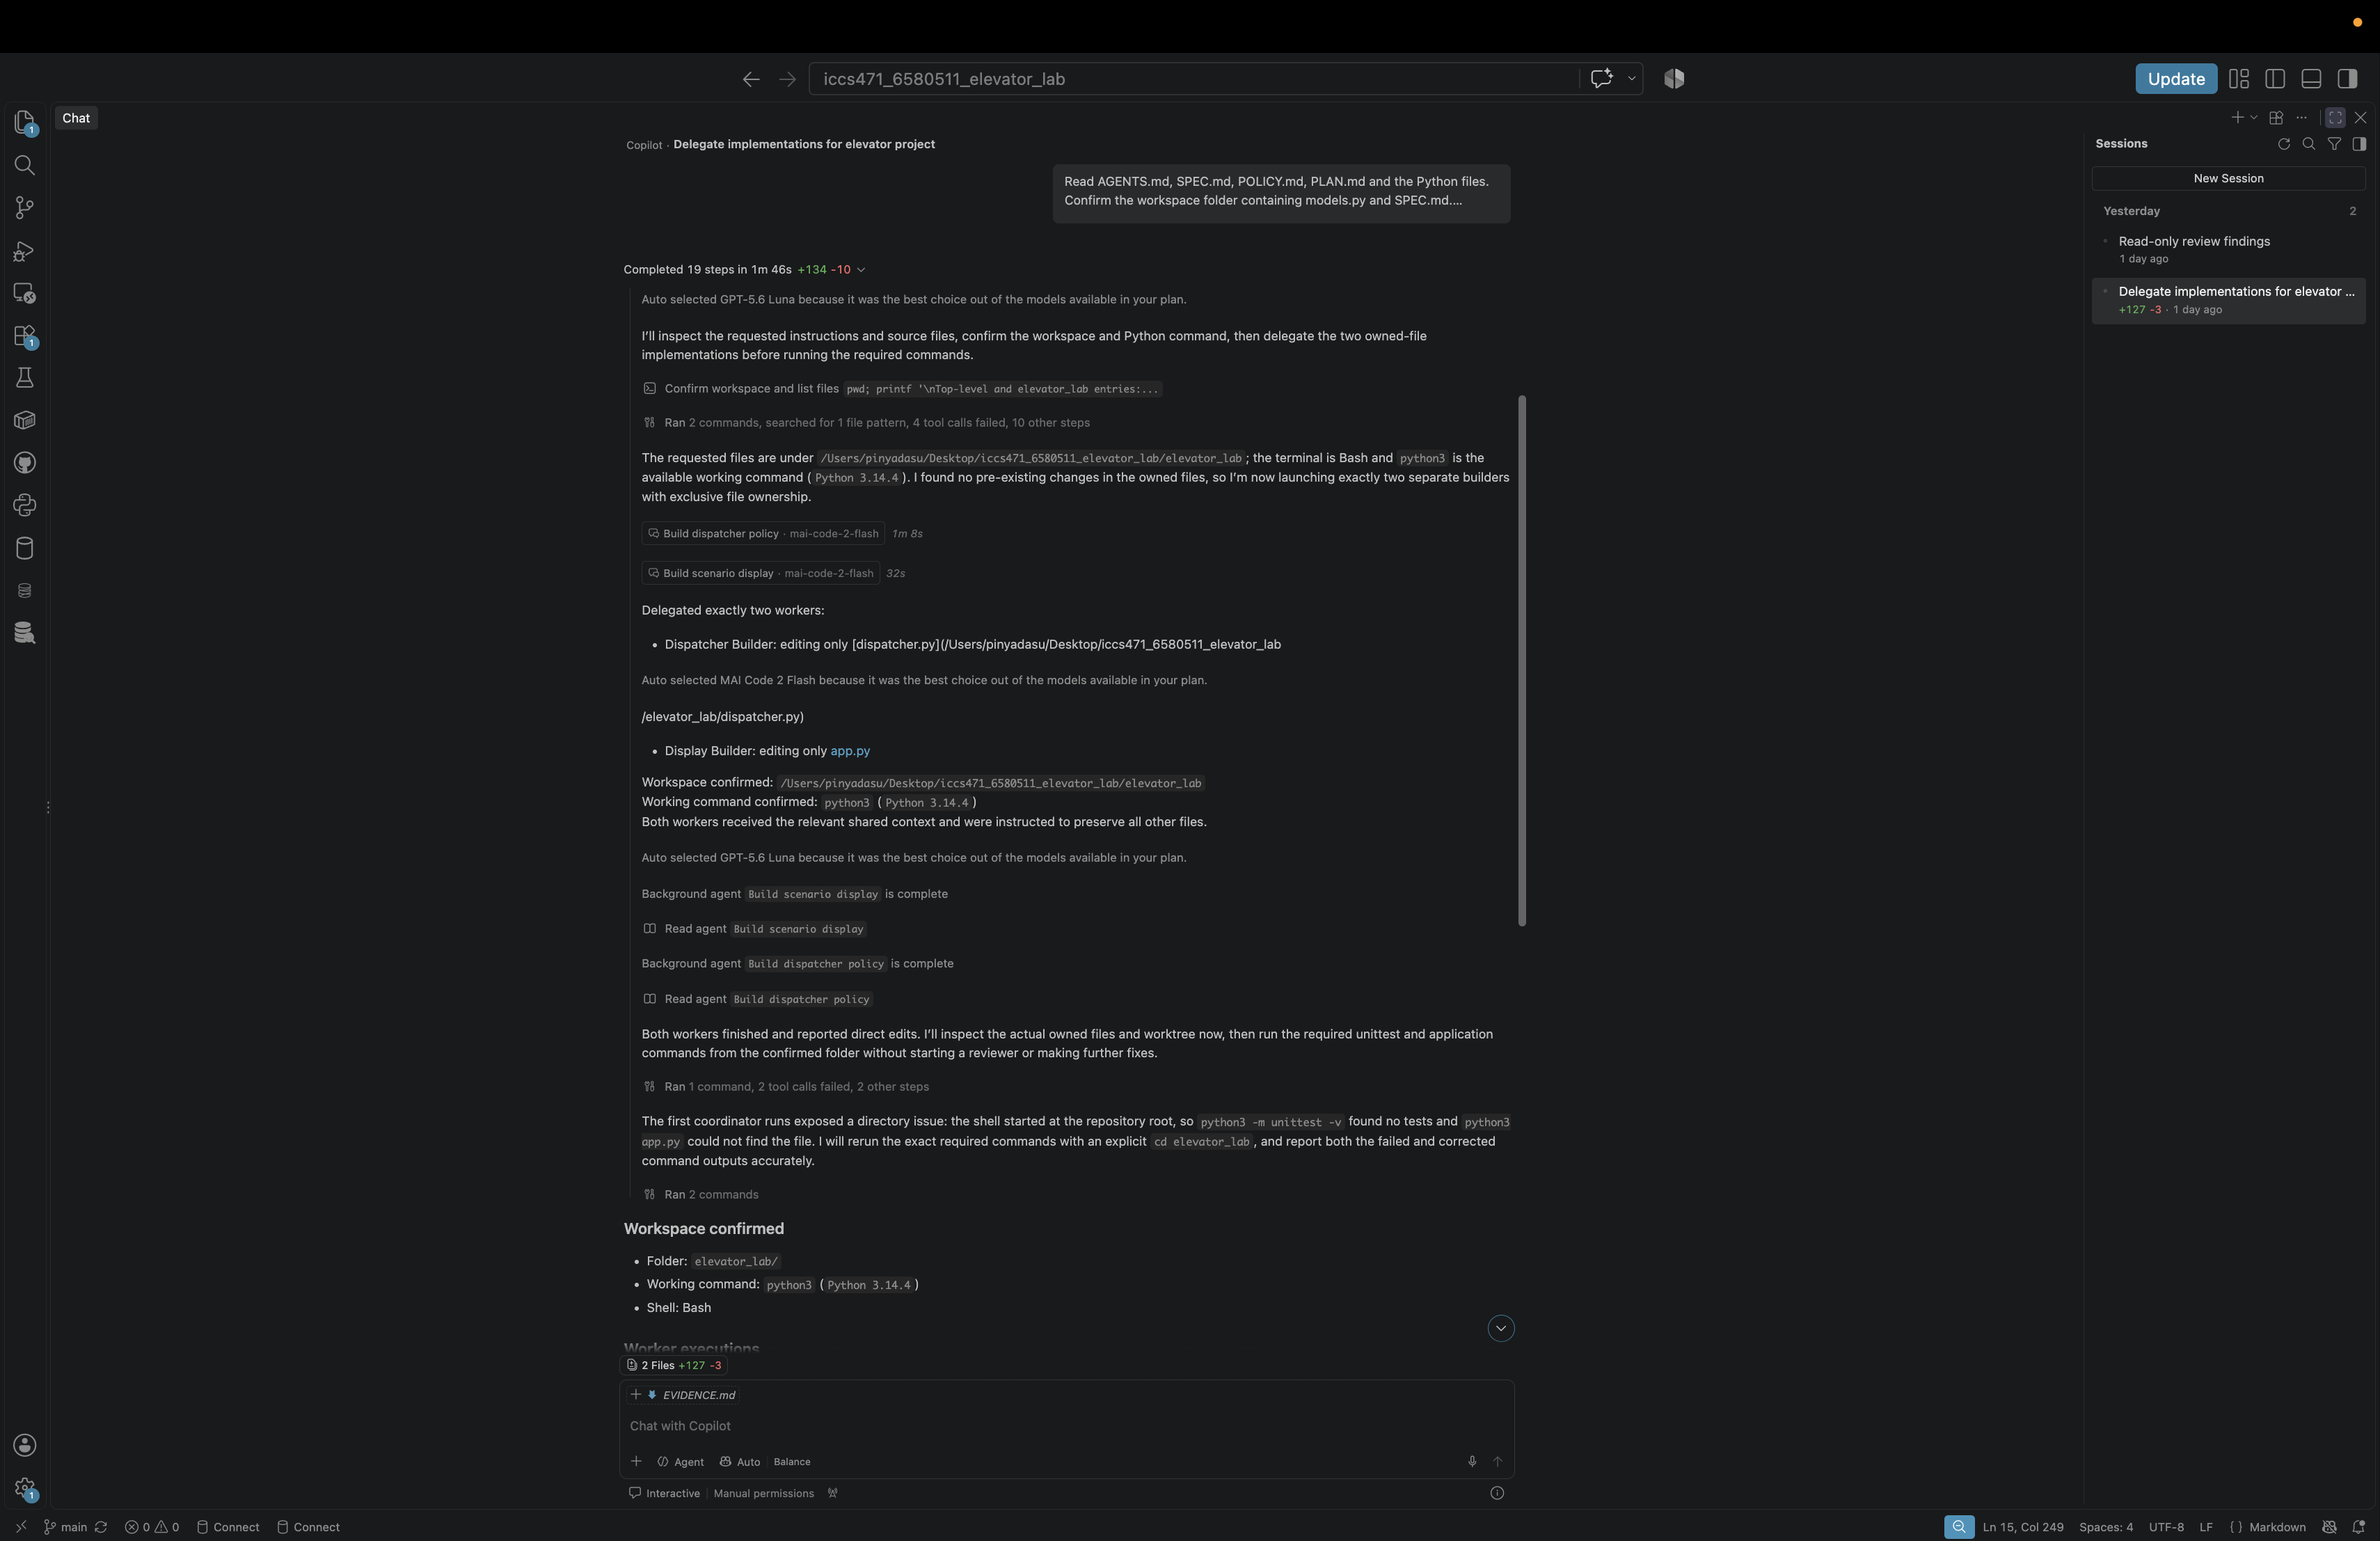 iccs471_6580511_elevator_lab
Update
Chat
Copilot · Delegate implementations for elevator project
Read AGENTS.md, SPEC.md, POLICY.md, PLAN.md and the Python files.
Confirm the workspace folder containing models.py and SPEC.md....
Completed 19 steps in 1m 46s +134 -10
Auto selected GPT-5.6 Luna because it was the best choice out of the models available in your plan.
I'll inspect the requested instructions and source files, confirm the workspace and Python command, then delegate the two owned-file
implementations before running the required commands.
Confirm workspace and list files pwd; printf '\nTop-level and elevator_lab entries:...
Ran 2 commands, searched for 1 file pattern, 4 tool calls failed, 10 other steps
The requested files are under /Users/pinyadasu/Desktop/iccs471_6580511_elevator_lab/elevator_lab; the terminal is Bash and python3 is the
available working command (Python 3.14.4). I found no pre-existing changes in the owned files, so I'm now launching exactly two separate builders
with exclusive file ownership.
Build dispatcher policy · mai-code-2-flash 1m 8s
Build scenario display · mai-code-2-flash 32s
Delegated exactly two workers:
• Dispatcher Builder: editing only [dispatcher.py](/Users/pinyadasu/Desktop/iccs471_6580511_elevator_lab
Auto selected MAI Code 2 Flash because it was the best choice out of the models available in your plan.
/elevator_lab/dispatcher.py)
• Display Builder: editing only app.py
Workspace confirmed: /Users/pinyadasu/Desktop/iccs471_6580511_elevator_lab/elevator_lab
Working command confirmed: python3 (Python 3.14.4)
Both workers received the relevant shared context and were instructed to preserve all other files.
Auto selected GPT-5.6 Luna because it was the best choice out of the models available in your plan.
Background agent Build scenario display is complete
Read agent Build scenario display
Background agent Build dispatcher policy is complete
Read agent Build dispatcher policy
Both workers finished and reported direct edits. I'll inspect the actual owned files and worktree now, then run the required unittest and application
commands from the confirmed folder without starting a reviewer or making further fixes.
Ran 1 command, 2 tool calls failed, 2 other steps
The first coordinator runs exposed a directory issue: the shell started at the repository root, so python3 -m unittest -v found no tests and python3
app.py could not find the file. I will rerun the exact required commands with an explicit cd elevator_lab, and report both the failed and corrected
command outputs accurately.
Ran 2 commands
Workspace confirmed
• Folder: elevator_lab/
• Working command: python3 (Python 3.14.4)
• Shell: Bash
Worker executions
2 Files +127 -3
EVIDENCE.md
Chat with Copilot
Agent Auto Balance
Interactive Manual permissions
Sessions
New Session
Yesterday 2
Read-only review findings
1 day ago
Delegate implementations for elevator ...
+127 -3 · 1 day ago
1
1
1
main 0 0 Connect Connect
Ln 15, Col 249 Spaces: 4 UTF-8 LF { } Markdown